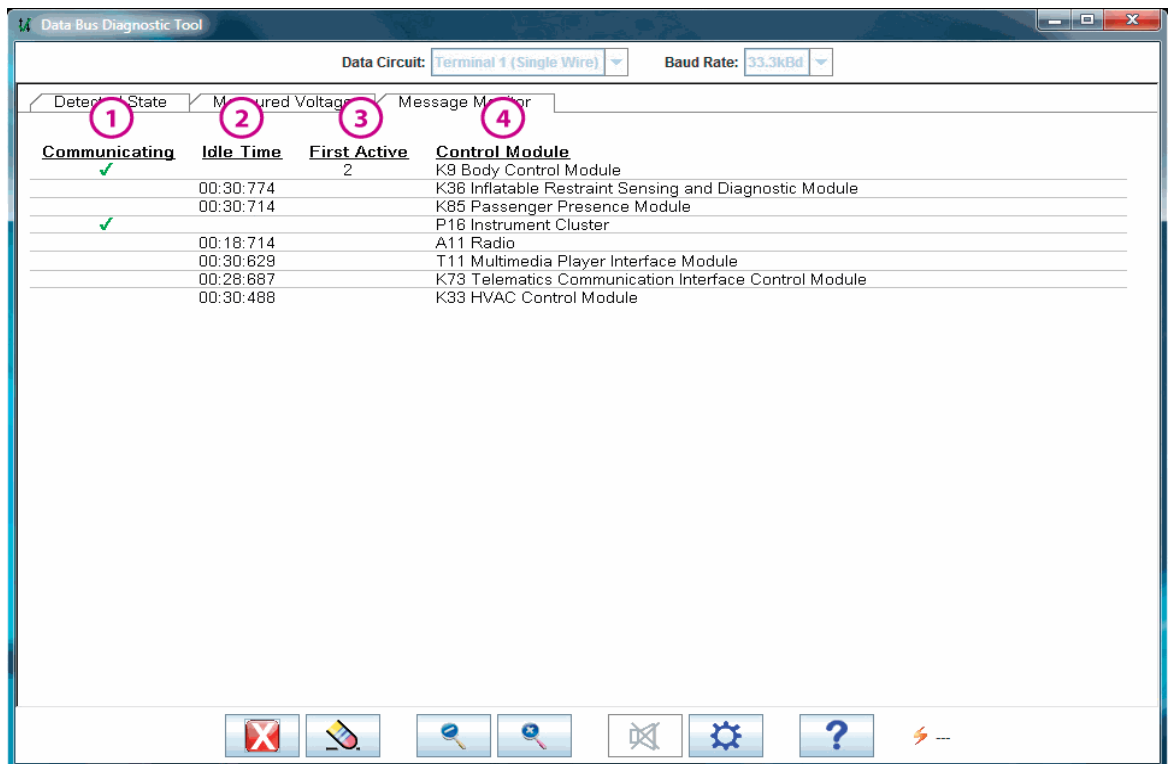 Data Bus Diagnostic Tool
Data Circuit: Terminal 1 (Single Wire) Baud Rate: 33.3kBd
Detected State Measured Voltage Message Monitor
1 2 3 4
Communicating Idle Time First Active Control Module
✓ 2 K9 Body Control Module
00:30:774 K36 Inflatable Restraint Sensing and Diagnostic Module
00:30:714 K85 Passenger Presence Module
✓ P16 Instrument Cluster
00:18:714 A11 Radio
00:30:629 T11 Multimedia Player Interface Module
00:28:687 K73 Telematics Communication Interface Control Module
00:30:488 K33 HVAC Control Module
? ---